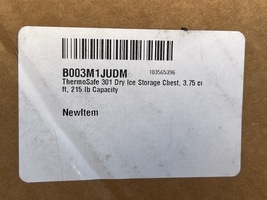 B003M1JUDM 103565396
ThermoSafe 301 Dry Ice Storage Chest, 3.75 cu
ft, 215 lb Capacity
NewItem